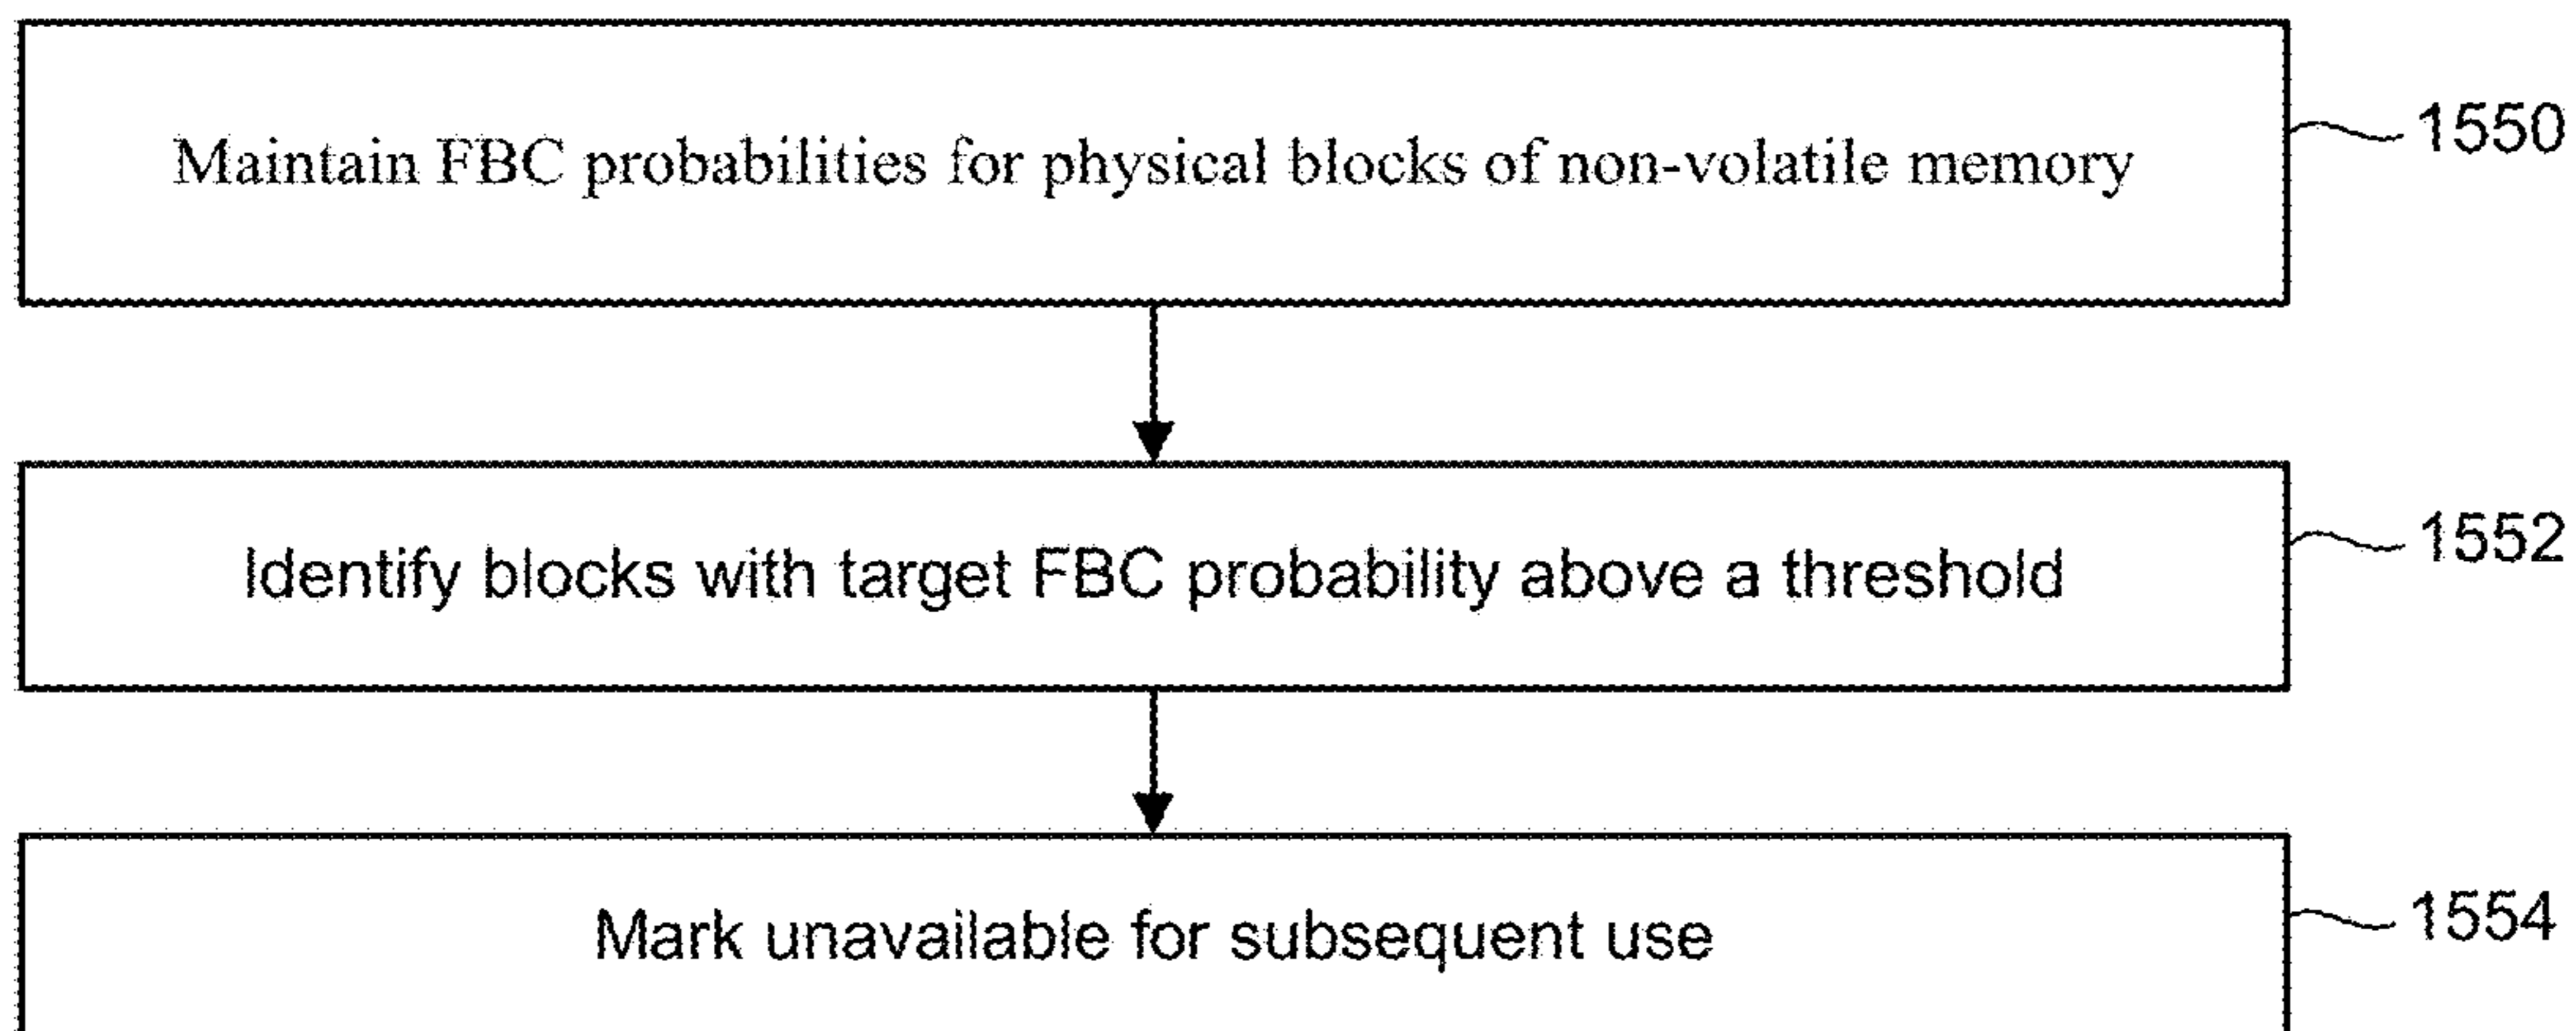 Maintain FBC probabilities for physical blocks of non-volatile memory
1550
Identify blocks with target FBC probability above a threshold
1552
Mark unavailable for subsequent use
1554